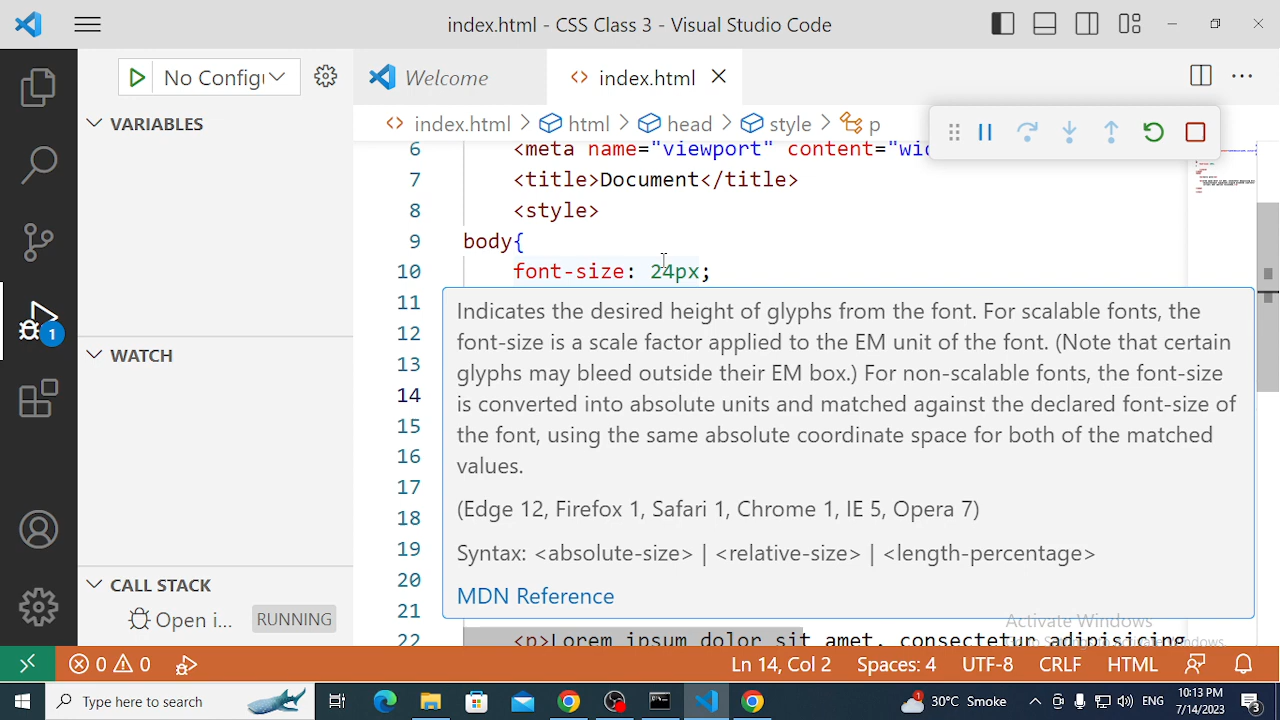 index.html - CSS Class 3 - Visual Studio Code
No Config
Welcome
index.html
VARIABLES
index.html > html > head > style > p
6 <meta name="viewport" content="wid
7 <title>Document</title>
8 <style>
9 body{
10 font-size: 24px;
11
12
13
14
15
16
17
18
19
20
21
22 <p>Lorem ipsum dolor sit amet, consectetur adipisicing
Indicates the desired height of glyphs from the font. For scalable fonts, the
font-size is a scale factor applied to the EM unit of the font. (Note that certain
glyphs may bleed outside their EM box.) For non-scalable fonts, the font-size
is converted into absolute units and matched against the declared font-size of
the font, using the same absolute coordinate space for both of the matched
values.
(Edge 12, Firefox 1, Safari 1, Chrome 1, IE 5, Opera 7)
Syntax: <absolute-size> | <relative-size> | <length-percentage>
MDN Reference
1
WATCH
CALL STACK
Open i...
RUNNING
Activate Windows
0 0
Ln 14, Col 2
Spaces: 4
UTF-8
CRLF
HTML
Type here to search
1
30°C Smoke
ENG
10:13 PM
7/14/2023
3